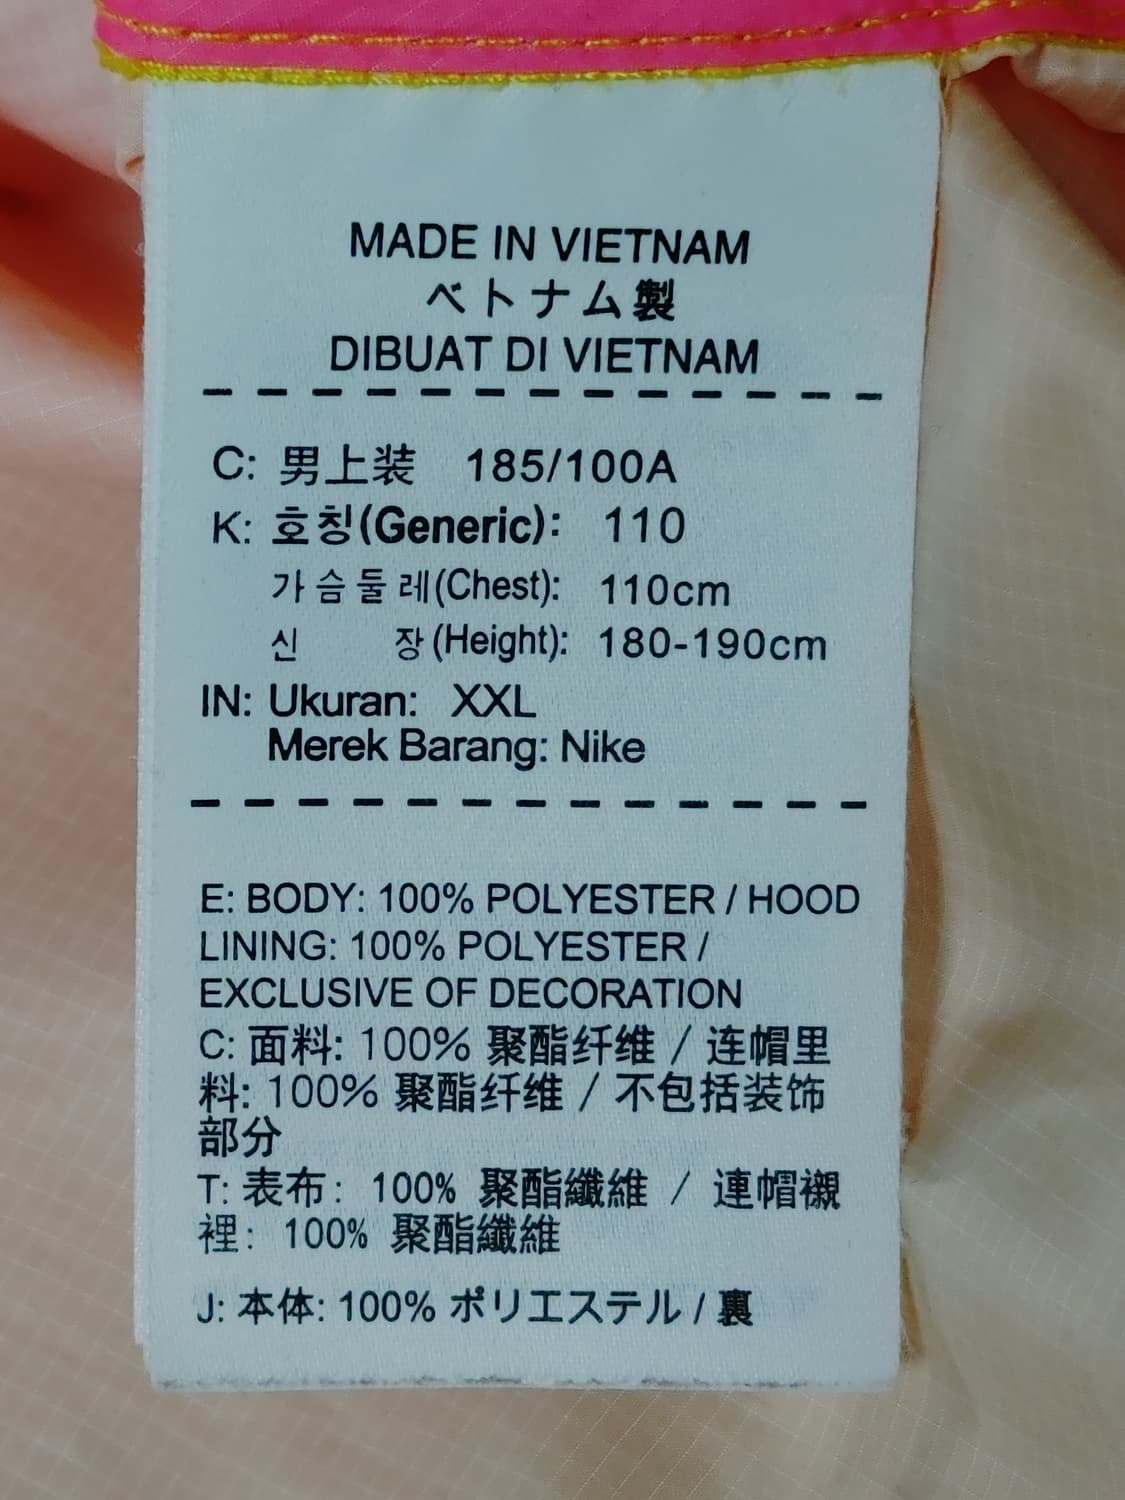 MADE IN VIETNAM
ベトナム製
DIBUAT DI VIETNAM
C: 男上装 185/100A
K: 호칭(Generic): 110
가슴둘레(Chest): 110cm
신 장(Height): 180-190cm
IN: Ukuran: XXL
Merek Barang: Nike
E: BODY: 100% POLYESTER / HOOD
LINING: 100% POLYESTER /
EXCLUSIVE OF DECORATION
C: 面料: 100% 聚酯纤维 / 连帽里
料: 100% 聚酯纤维 / 不包括装饰
部分
T: 表布: 100% 聚酯纖維 / 連帽襯
裡: 100% 聚酯纖維
J: 本体: 100% ポリエステル / 裏